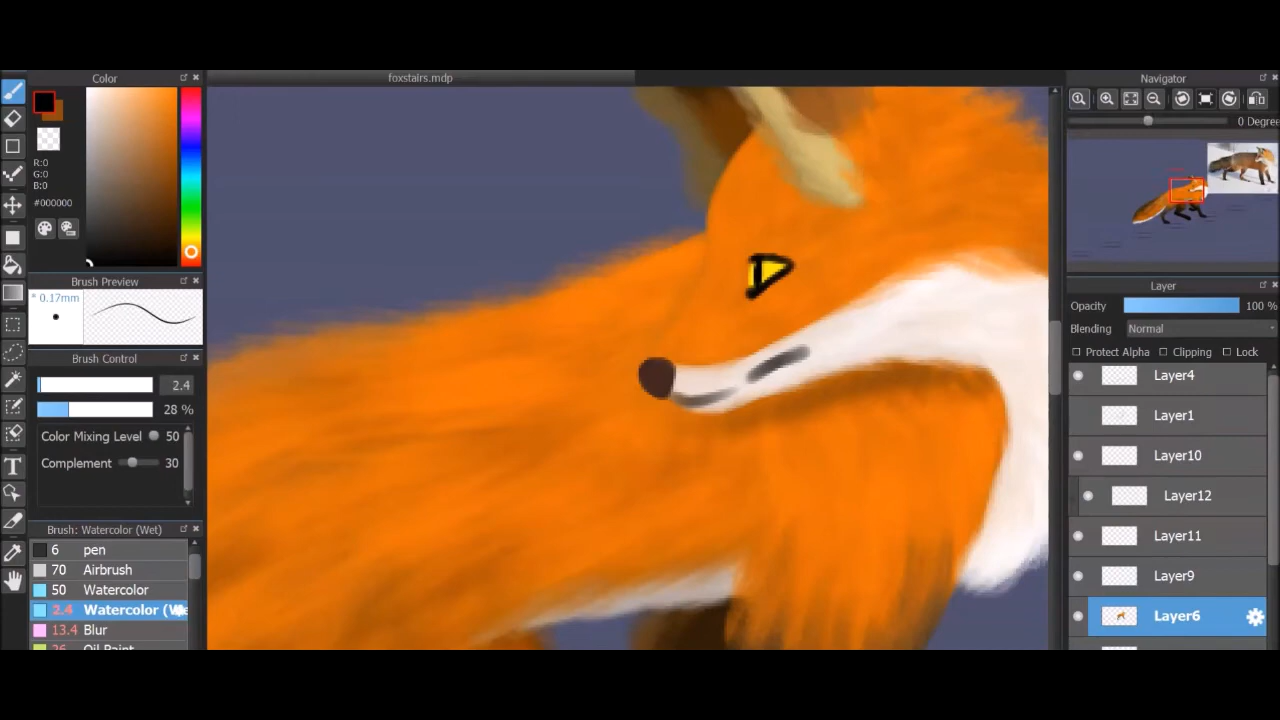 Color
foxstairs.mdp
Navigator
R:0
G:0
B:0
#000000
0 Degree
Brush Preview
* 0.17mm
Layer
Opacity
100 %
Blending
Normal
Protect Alpha
Clipping
Lock
Brush Control
2.4
28 %
Color Mixing Level
50
Complement
30
Layer4
Layer1
Layer10
Layer12
Layer11
Layer9
Layer6
Brush: Watercolor (Wet)
6 pen
70 Airbrush
50 Watercolor
2.4 Watercolor (We
13.4 Blur
26 Oil Paint